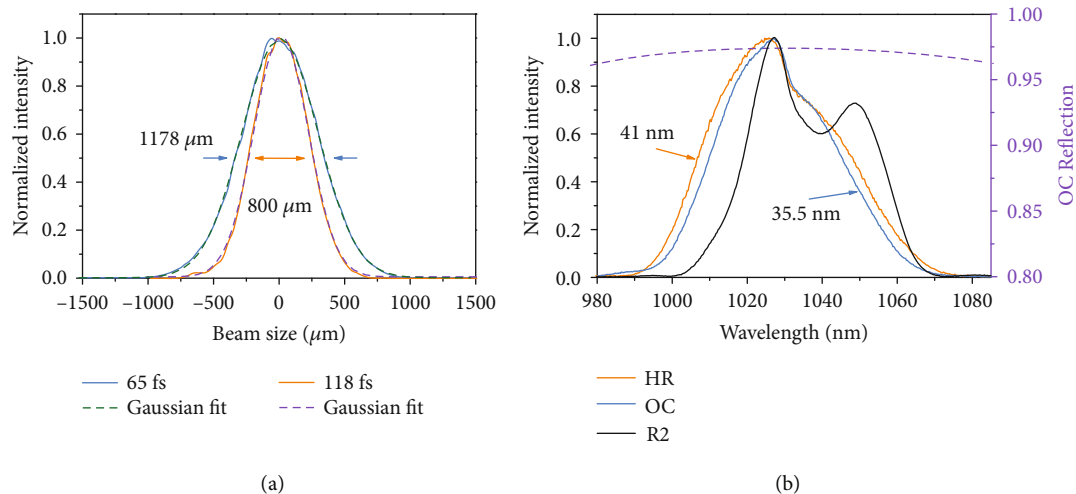 Normalized intensity
1.0
0.8
0.6
0.4
0.2
0.0
1178 μm
800 μm
−1500
−1000
−500
0
500
1000
1500
Beam size (μm)
65 fs
118 fs
Gaussian fit
Gaussian fit
(a)
Normalized intensity
1.0
0.8
0.6
0.4
0.2
0.0
41 nm
35.5 nm
1.00
0.95
0.90
0.85
0.80
OC Reflection
980
1000
1020
1040
1060
1080
Wavelength (nm)
HR
OC
R2
(b)